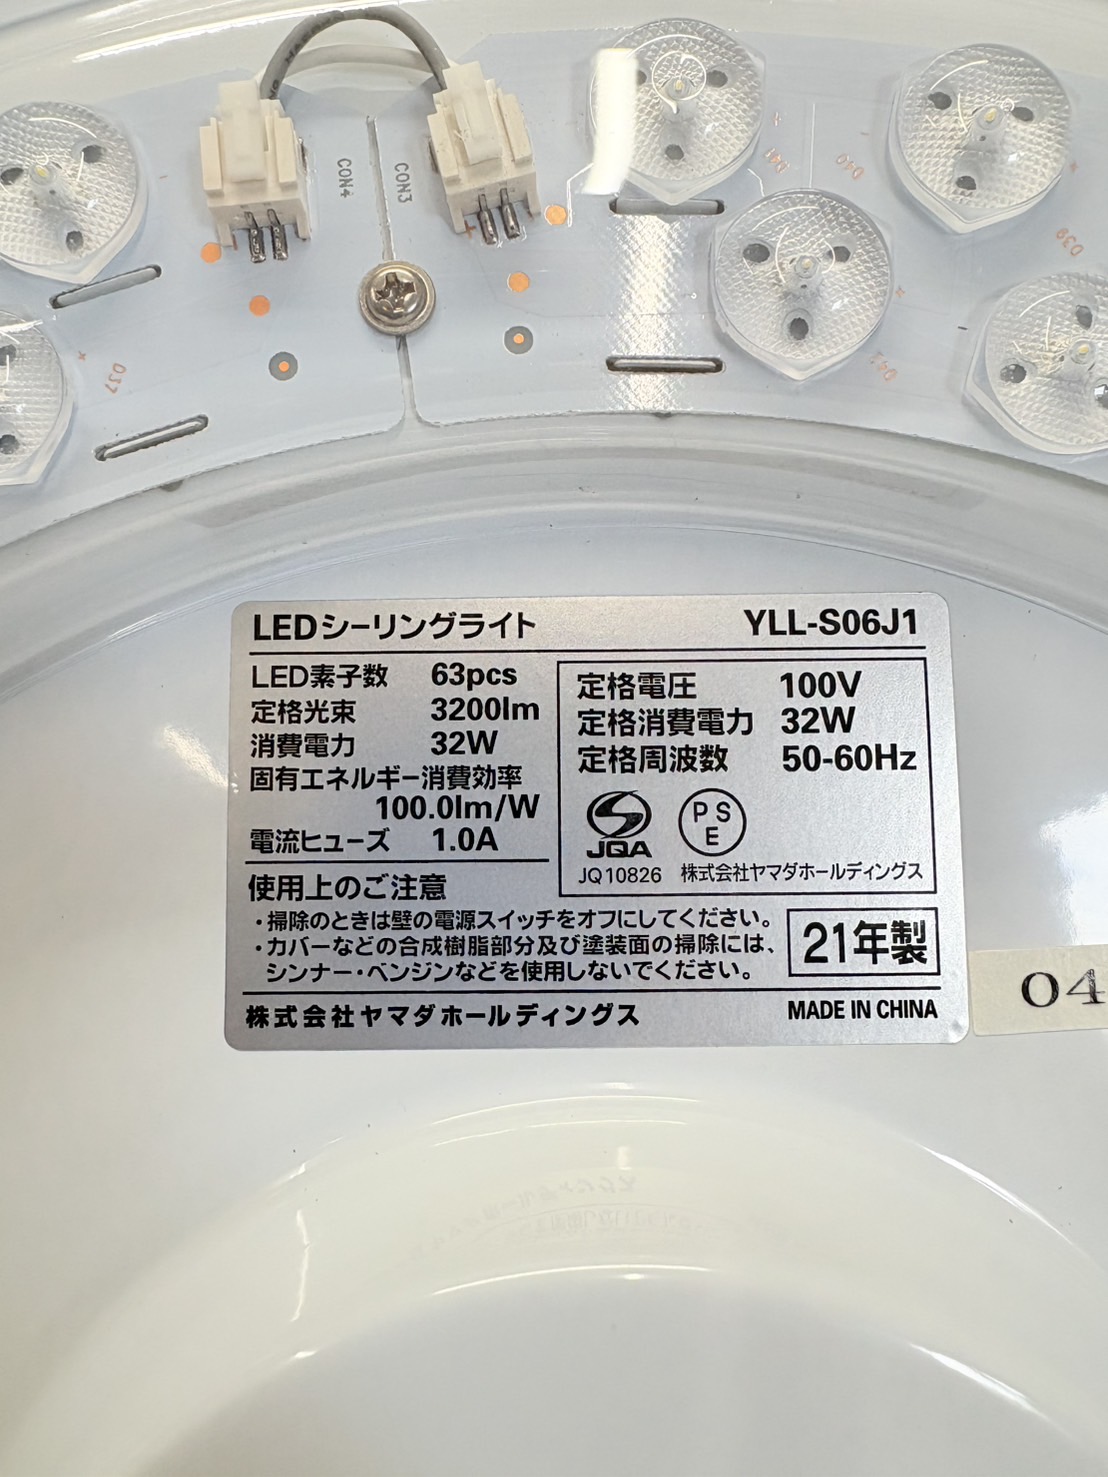 CON4
CON3
D41
D40
D39
D37
LEDシーリングライト YLL-S06J1
LED素子数 63pcs
定格光束 3200lm
消費電力 32W
固有エネルギー消費効率
100.0lm/W
電流ヒューズ 1.0A
定格電圧 100V
定格消費電力 32W
定格周波数 50-60Hz
JQA
PS
E
JQ10826 株式会社ヤマダホールディングス
使用上のご注意
・掃除のときは壁の電源スイッチをオフにしてください。
・カバーなどの合成樹脂部分及び塗装面の掃除には、
シンナー・ベンジンなどを使用しないでください。
21年製
株式会社ヤマダホールディングス MADE IN CHINA
04